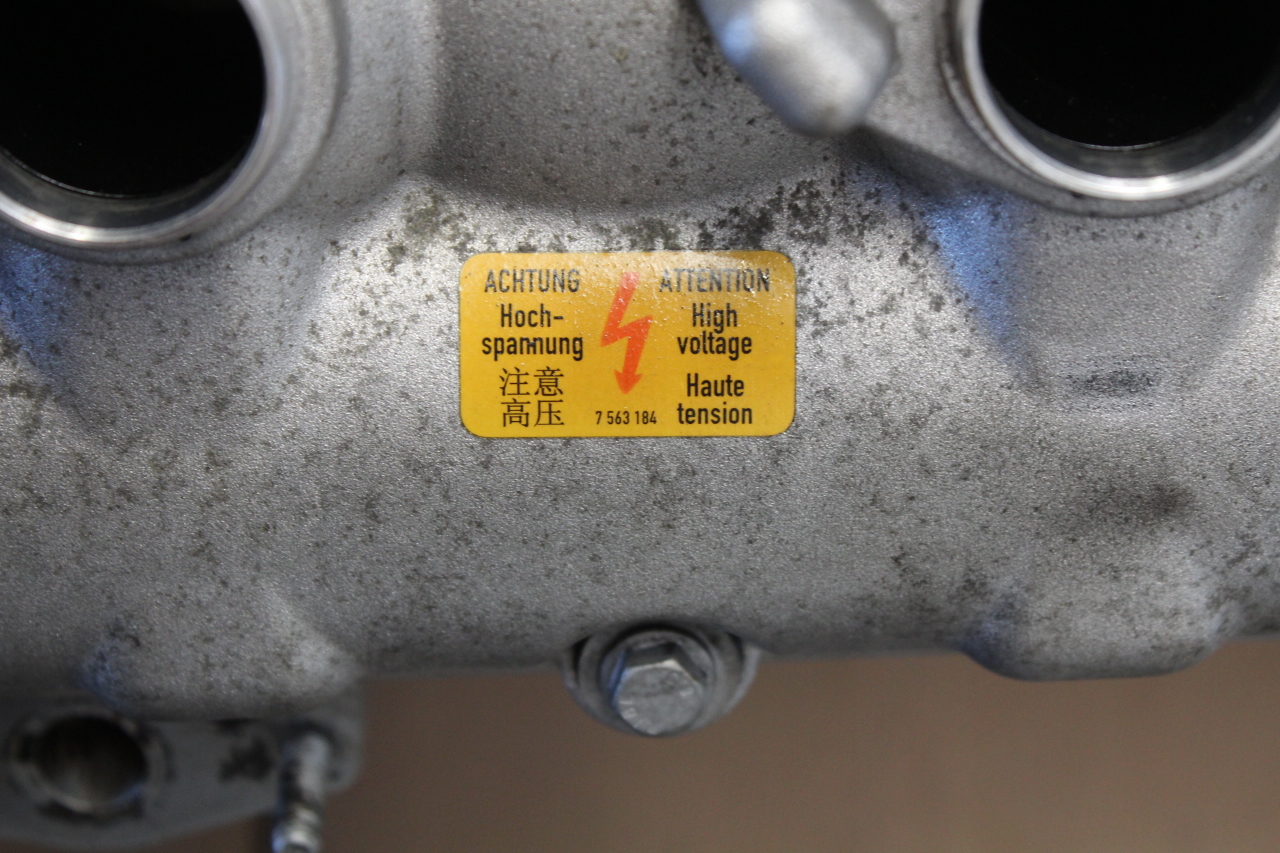 ACHTUNG
Hoch-
spannung
注意
高压
7 563 184
ATTENTION
High
voltage
Haute
tension